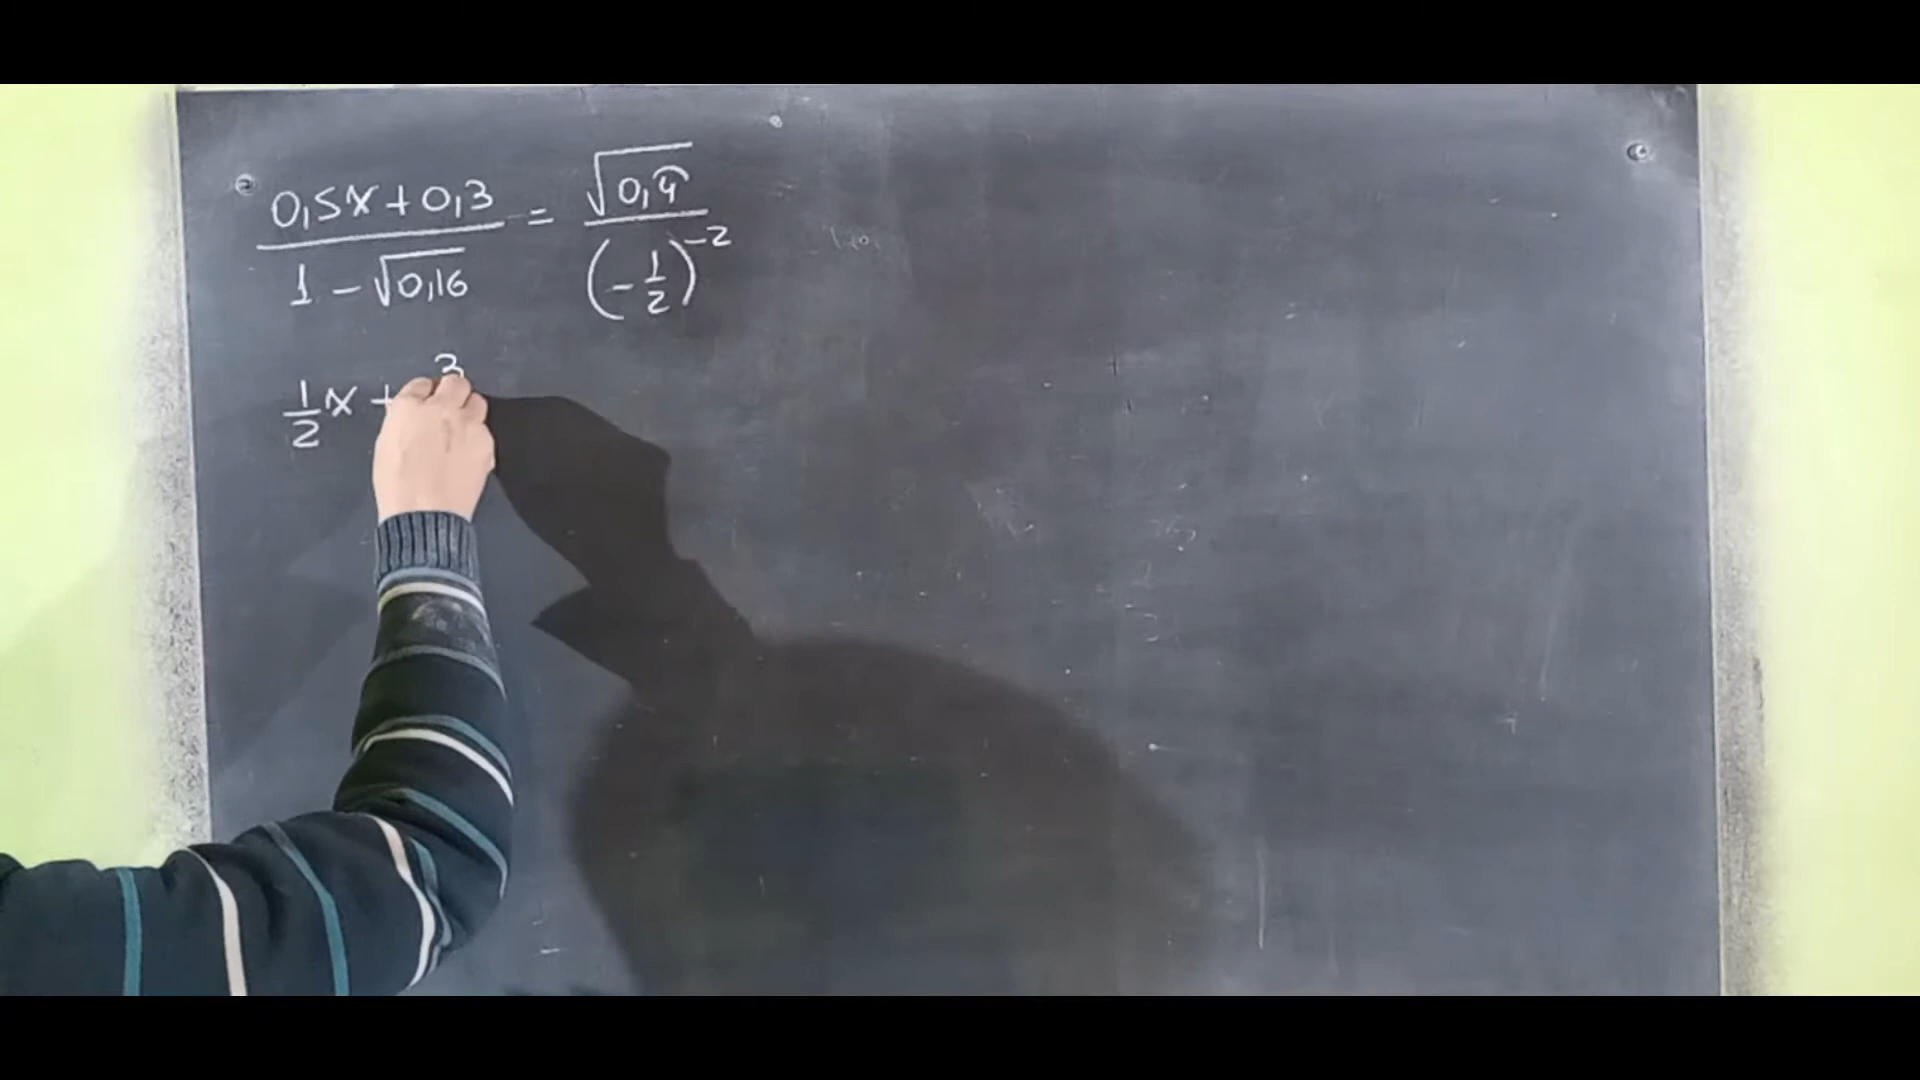 (0,5x+0,3)/(1-√0,16) = √0,4̅/(-1/2)⁻²
1/2x + 3